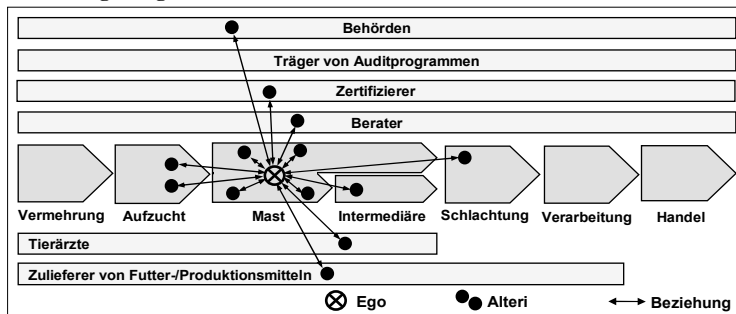 Behörden
Träger von Auditprogrammen
Zertifizierer
Berater
Vermehrung Aufzucht Mast Intermediäre Schlachtung Verarbeitung Handel
Tierärzte
Zulieferer von Futter-/Produktionsmitteln
Ego Alteri Beziehung